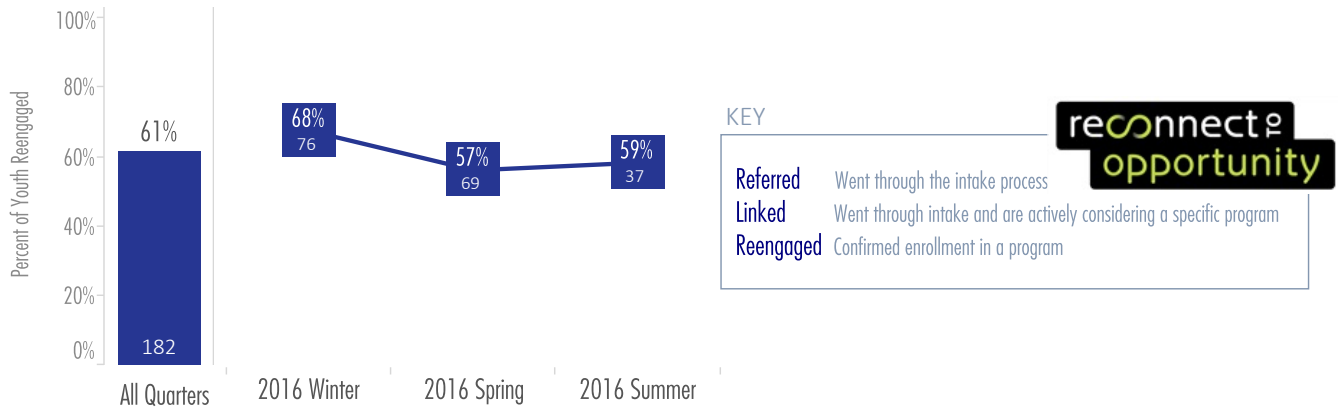 100%
80%
60%
40%
20%
0%
Percent of Youth Reengaged
61%
182
All Quarters
68%
76
57%
69
59%
37
2016 Winter
2016 Spring
2016 Summer
KEY
reconnect TO
opportunity
Referred Went through the intake process
Linked Went through intake and are actively considering a specific program
Reengaged Confirmed enrollment in a program